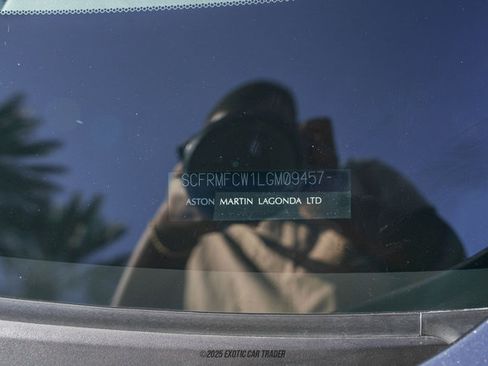 SCFRMFCW1LGM09457-
ASTON MARTIN LAGONDA LTD
©2025 EXOTIC CAR TRADER